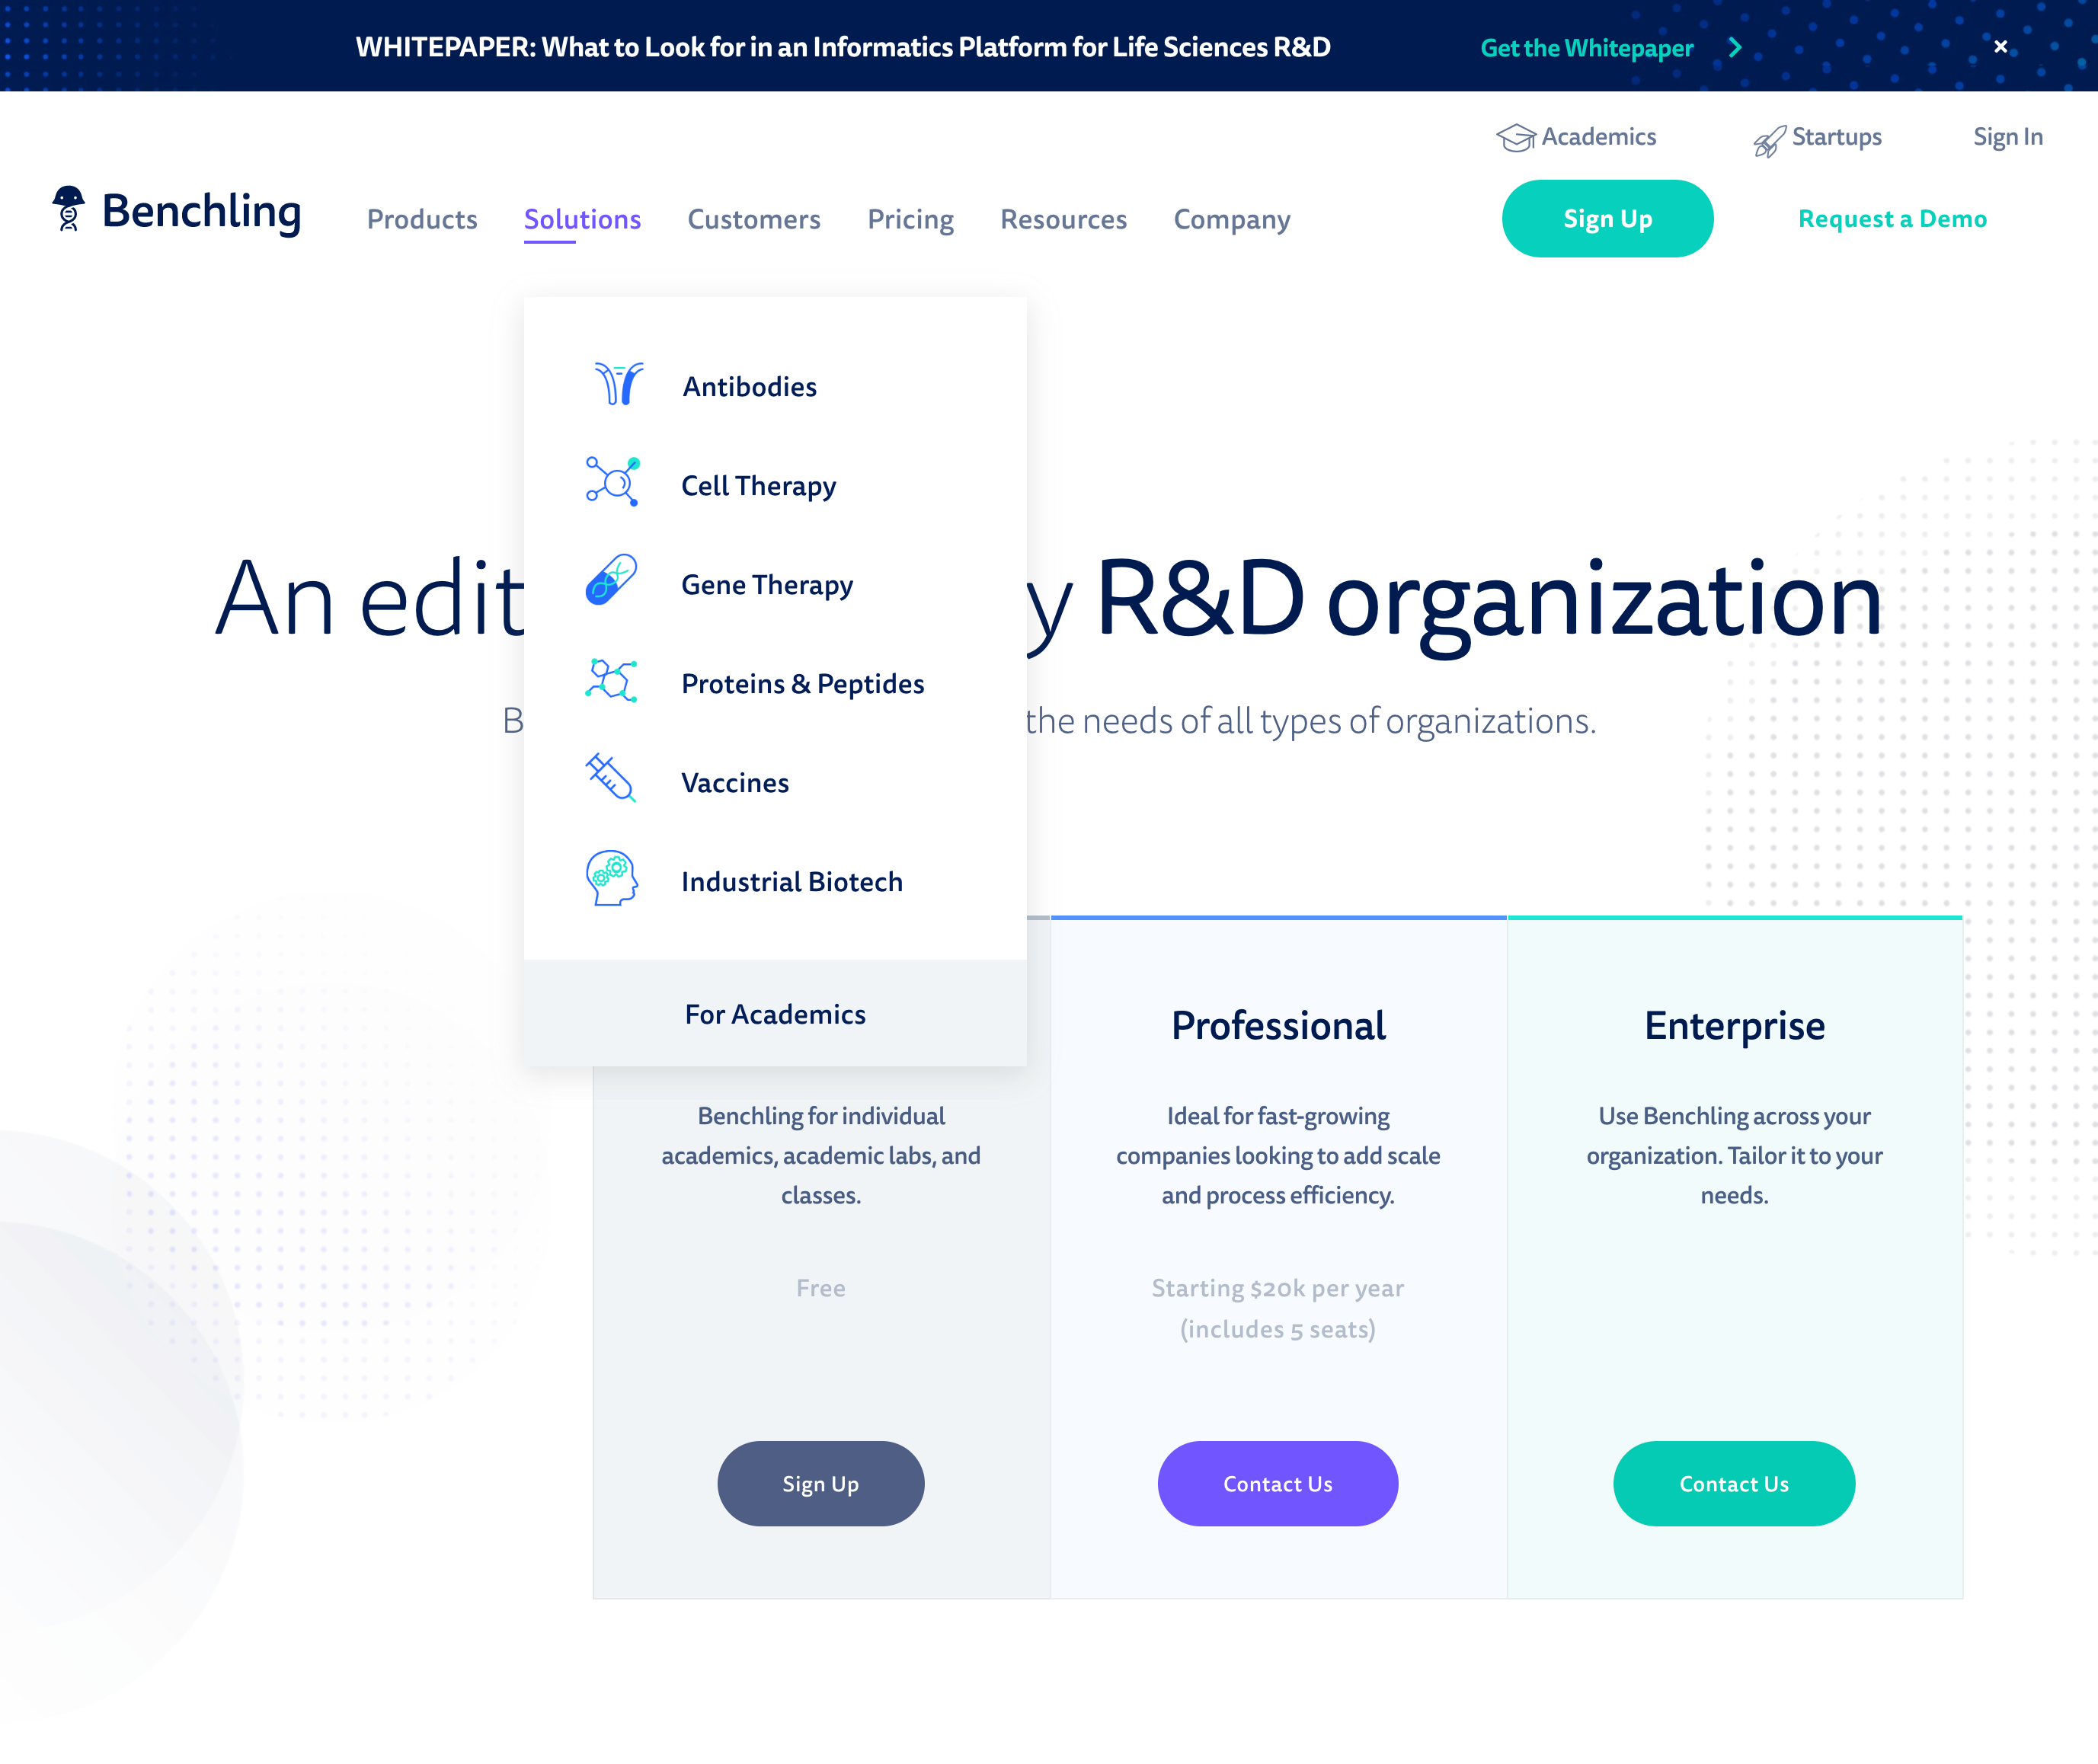 WHITEPAPER: What to Look for in an Informatics Platform for Life Sciences R&D
Get the Whitepaper
Academics
Startups
Sign In
Benchling
Products
Solutions
Customers
Pricing
Resources
Company
Sign Up
Request a Demo
Antibodies
Cell Therapy
Gene Therapy
Proteins & Peptides
Vaccines
Industrial Biotech
For Academics
An edit y R&D organization
B the needs of all types of organizations.
Benchling for individual
academics, academic labs, and
classes.
Free
Sign Up
Professional
Ideal for fast-growing
companies looking to add scale
and process efficiency.
Starting $20k per year
(includes 5 seats)
Contact Us
Enterprise
Use Benchling across your
organization. Tailor it to your
needs.
Contact Us